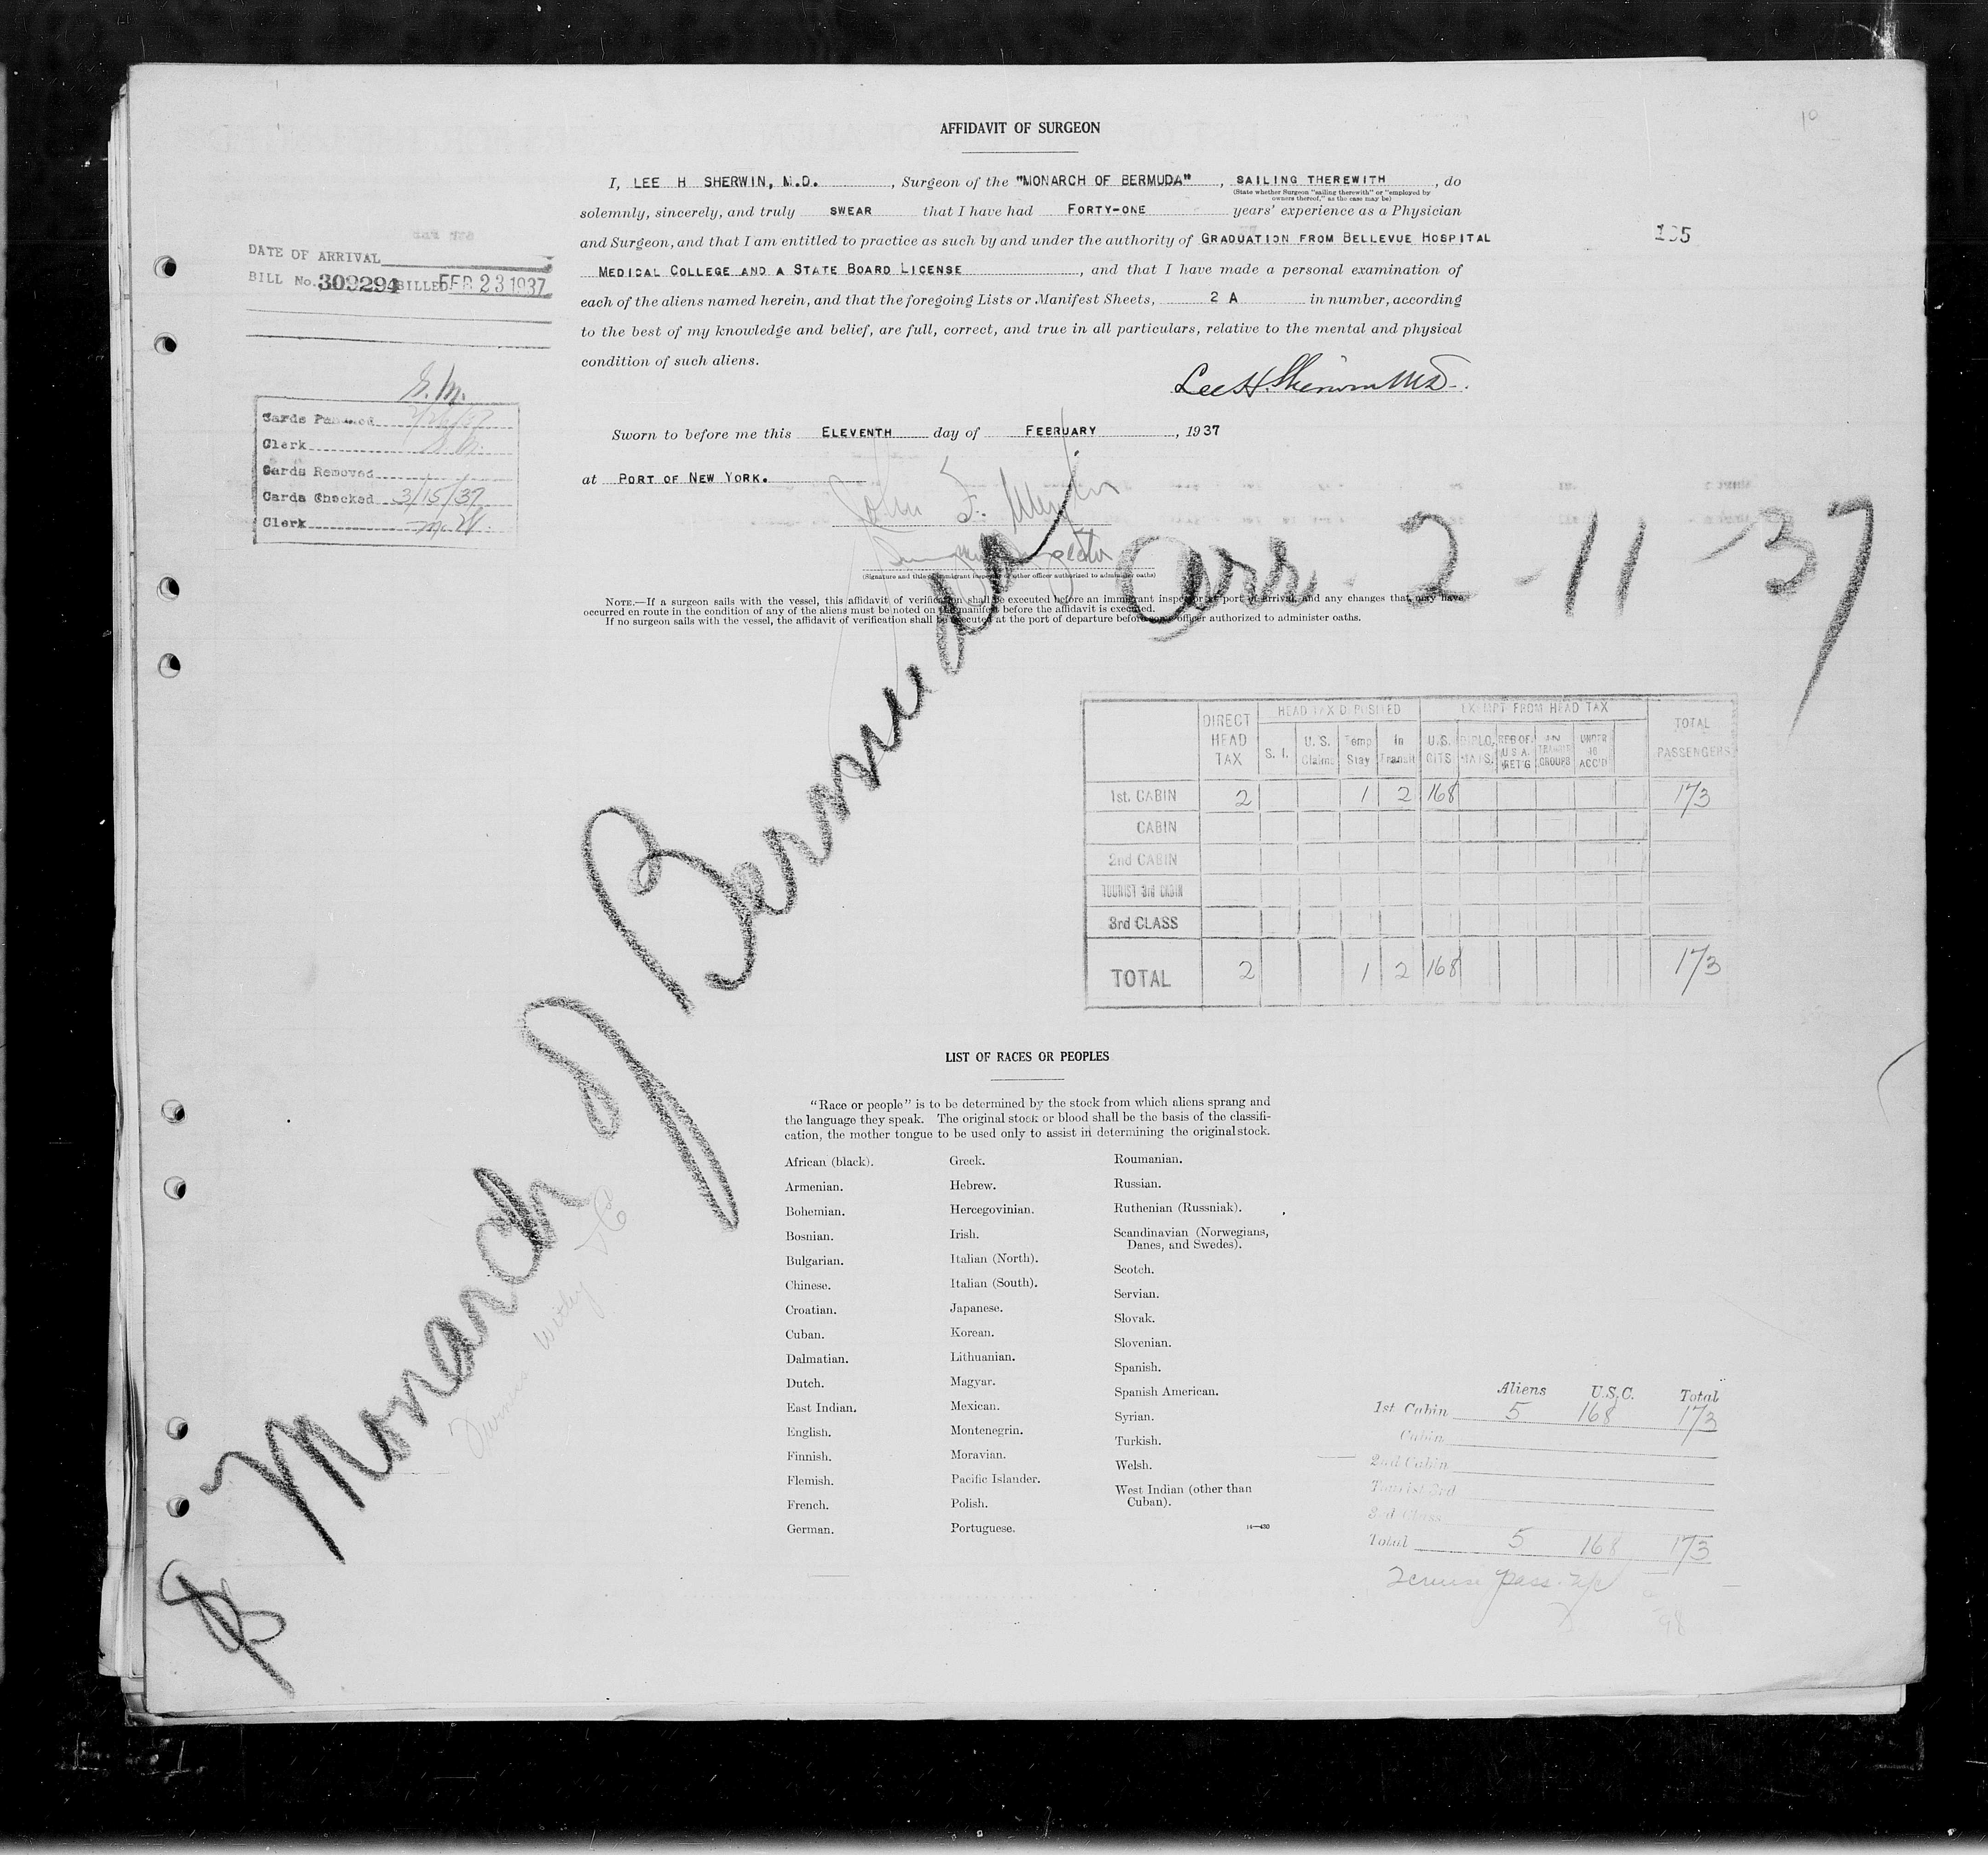 10
AFFIDAVIT OF SURGEON
I, LEE H SHERWIN, M.D. , Surgeon of the "MONARCH OF BERMUDA" , SAILING THEREWITH , do
(State whether Surgeon "sailing therewith" or "employed by
owners thereof," as the case may be)
solemnly, sincerely, and truly SWEAR that I have had FORTY-ONE years' experience as a Physician
and Surgeon, and that I am entitled to practice as such by and under the authority of GRADUATION FROM BELLEVUE HOSPITAL
MEDICAL COLLEGE AND A STATE BOARD LICENSE , and that I have made a personal examination of
each of the aliens named herein, and that the foregoing Lists or Manifest Sheets, 2 A in number, according
to the best of my knowledge and belief, are full, correct, and true in all particulars, relative to the mental and physical
condition of such aliens.
Lee H. Sherwin M.D.
Sworn to before me this ELEVENTH day of FEBRUARY , 1937
at PORT OF NEW YORK.
John F.
(Signature and title of immigrant inspector or other officer authorized to administer oaths)
NOTE.—If a surgeon sails with the vessel, this affidavit of verification shall be executed before an immigrant inspector at port of arrival, and any changes that may have
occurred en route in the condition of any of the aliens must be noted on the manifest before the affidavit is executed.
If no surgeon sails with the vessel, the affidavit of verification shall be executed at the port of departure before some officer authorized to administer oaths.
DATE OF ARRIVAL
BILL No. 309294 BILLED FEB 23 1937
G.M.
Cards Punched
Clerk
Cards Removed
Cards Checked 3/15/37
Clerk M.W.
Monarch of Bermuda arr. 2-11-37
DIRECT HEAD TAX
HEAD TAX DEPOSITED
S. I.
U. S. Claims
Temp Stay
In Transit
EXEMPT FROM HEAD TAX
U.S. CITS
DIPLO. MATS.
RES OF U S A. RET'G
IN TRANSIT GROUPS
UNDER 16 ACC'D
TOTAL PASSENGERS
1st. CABIN 2 1 2 168 173
CABIN
2nd CABIN
TOURIST 3rd CABIN
3rd CLASS
TOTAL 2 1 2 168 173
LIST OF RACES OR PEOPLES
"Race or people" is to be determined by the stock from which aliens sprang and
the language they speak. The original stock or blood shall be the basis of the classifi-
cation, the mother tongue to be used only to assist in determining the original stock.
African (black).
Armenian.
Bohemian.
Bosnian.
Bulgarian.
Chinese.
Croatian.
Cuban.
Dalmatian.
Dutch.
East Indian.
English.
Finnish.
Flemish.
French.
German.
Greek.
Hebrew.
Hercegovinian.
Irish.
Italian (North).
Italian (South).
Japanese.
Korean.
Lithuanian.
Magyar.
Mexican.
Montenegrin.
Moravian.
Pacific Islander.
Polish.
Portuguese.
Roumanian.
Russian.
Ruthenian (Russniak).
Scandinavian (Norwegians,
Danes, and Swedes).
Scotch.
Servian.
Slovak.
Slovenian.
Spanish.
Spanish American.
Syrian.
Turkish.
Welsh.
West Indian (other than
Cuban).
Aliens U.S.C. Total
1st Cabin 5 168 173
Cabin
2nd Cabin
Tourist 3rd
3rd Class
Total 5 168 173
98